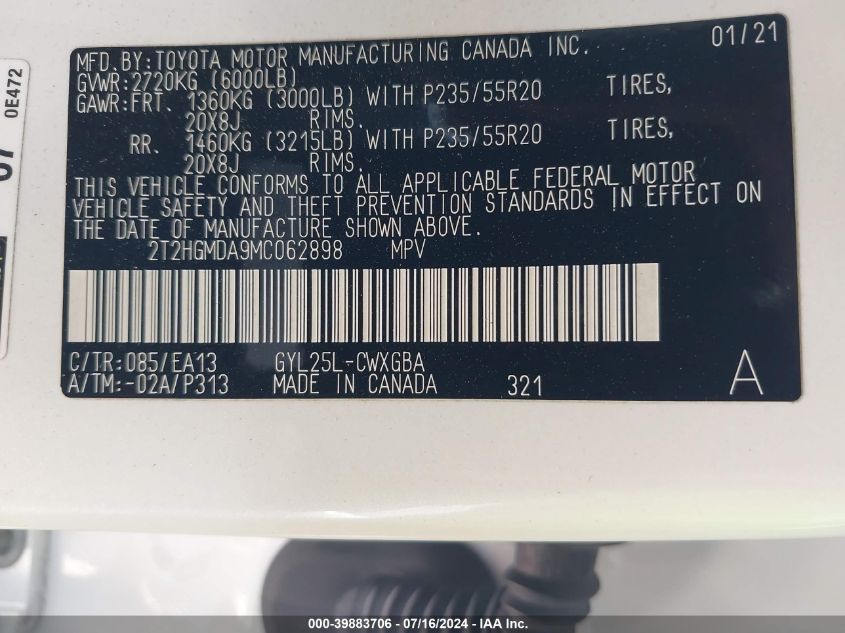 MFD.BY:TOYOTA MOTOR MANUFACTURING CANADA INC. 01/21
GVWR:2720KG (6000LB)
GAWR:FRT. 1360KG (3000LB) WITH P235/55R20 TIRES,
20X8J RIMS.
RR. 1460KG (3215LB) WITH P235/55R20 TIRES,
20X8J RIMS.
THIS VEHICLE CONFORMS TO ALL APPLICABLE FEDERAL MOTOR
VEHICLE SAFETY AND THEFT PREVENTION STANDARDS IN EFFECT ON
THE DATE OF MANUFACTURE SHOWN ABOVE.
2T2HGMDA9MC062898 MPV
C/TR:085/EA13 GYL25L-CWXGBA
A/TM:-02A/P313 MADE IN CANADA 321 A
0E472
000-39883706 - 07/16/2024 - IAA Inc.